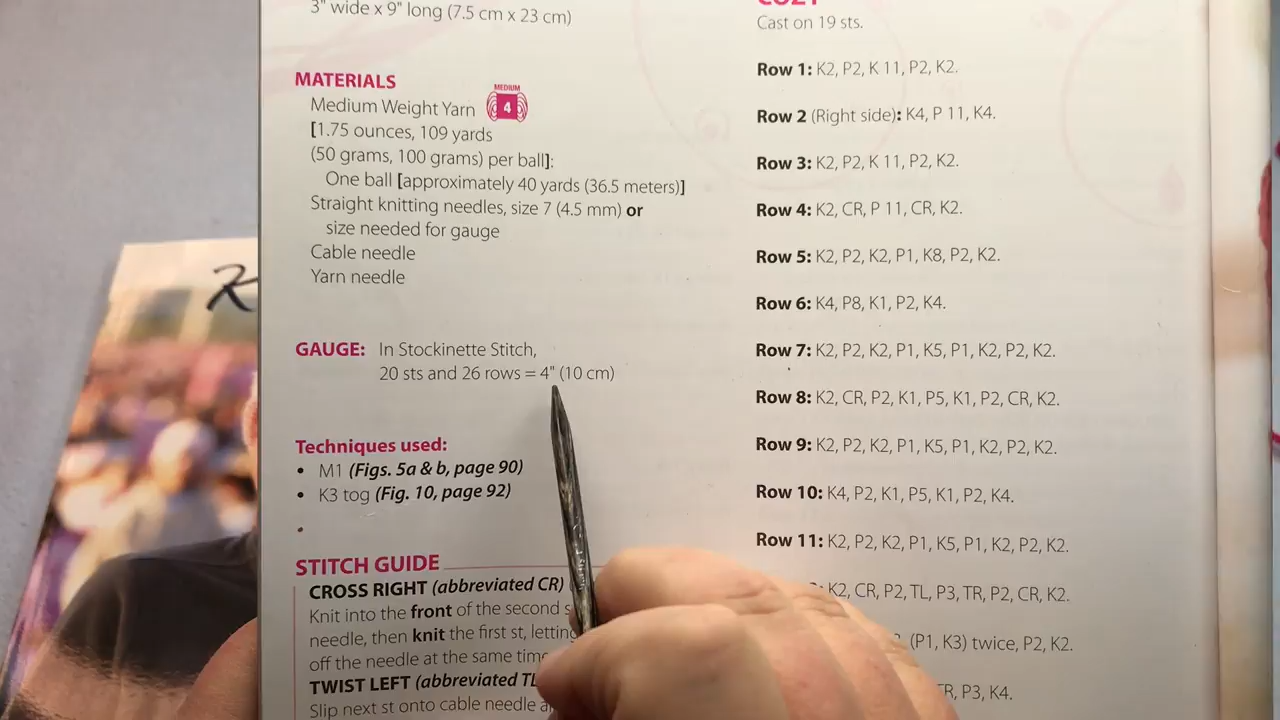 3" wide x 9" long (7.5 cm x 23 cm)
MATERIALS
Medium Weight Yarn MEDIUM 4
[1.75 ounces, 109 yards
(50 grams, 100 grams) per ball]:
One ball [approximately 40 yards (36.5 meters)]
Straight knitting needles, size 7 (4.5 mm) or
size needed for gauge
Cable needle
Yarn needle
GAUGE: In Stockinette Stitch,
20 sts and 26 rows = 4" (10 cm)
Techniques used:
• M1 (Figs. 5a & b, page 90)
• K3 tog (Fig. 10, page 92)
•
STITCH GUIDE
CROSS RIGHT (abbreviated CR)
Knit into the front of the second
needle, then knit the first st, letting
off the needle at the same time
TWIST LEFT (abbreviated TL
Slip next st onto cable needle
COZY
Cast on 19 sts.
Row 1: K2, P2, K 11, P2, K2.
Row 2 (Right side): K4, P 11, K4.
Row 3: K2, P2, K 11, P2, K2.
Row 4: K2, CR, P 11, CR, K2.
Row 5: K2, P2, K2, P1, K8, P2, K2.
Row 6: K4, P8, K1, P2, K4.
Row 7: K2, P2, K2, P1, K5, P1, K2, P2, K2.
Row 8: K2, CR, P2, K1, P5, K1, P2, CR, K2.
Row 9: K2, P2, K2, P1, K5, P1, K2, P2, K2.
Row 10: K4, P2, K1, P5, K1, P2, K4.
Row 11: K2, P2, K2, P1, K5, P1, K2, P2, K2.
K2, CR, P2, TL, P3, TR, P2, CR, K2.
(P1, K3) twice, P2, K2.
TR, P3, K4.
K